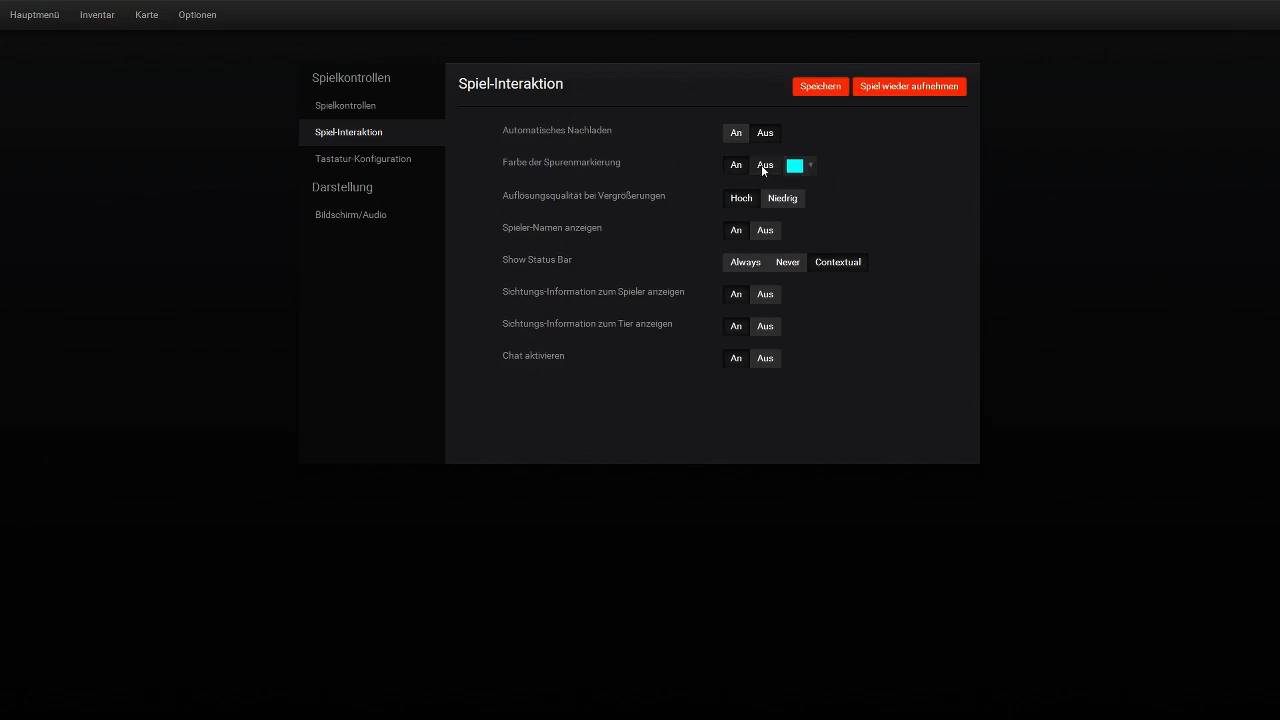 Hauptmenü Inventar Karte Optionen
Spielkontrollen
Spielkontrollen
Spiel-Interaktion
Tastatur-Konfiguration
Darstellung
Bildschirm/Audio
Spiel-Interaktion Speichern Spiel wieder aufnehmen
Automatisches Nachladen An Aus
Farbe der Spurenmarkierung An Aus
Auflösungsqualität bei Vergrößerungen Hoch Niedrig
Spieler-Namen anzeigen An Aus
Show Status Bar Always Never Contextual
Sichtungs-Information zum Spieler anzeigen An Aus
Sichtungs-Information zum Tier anzeigen An Aus
Chat aktivieren An Aus